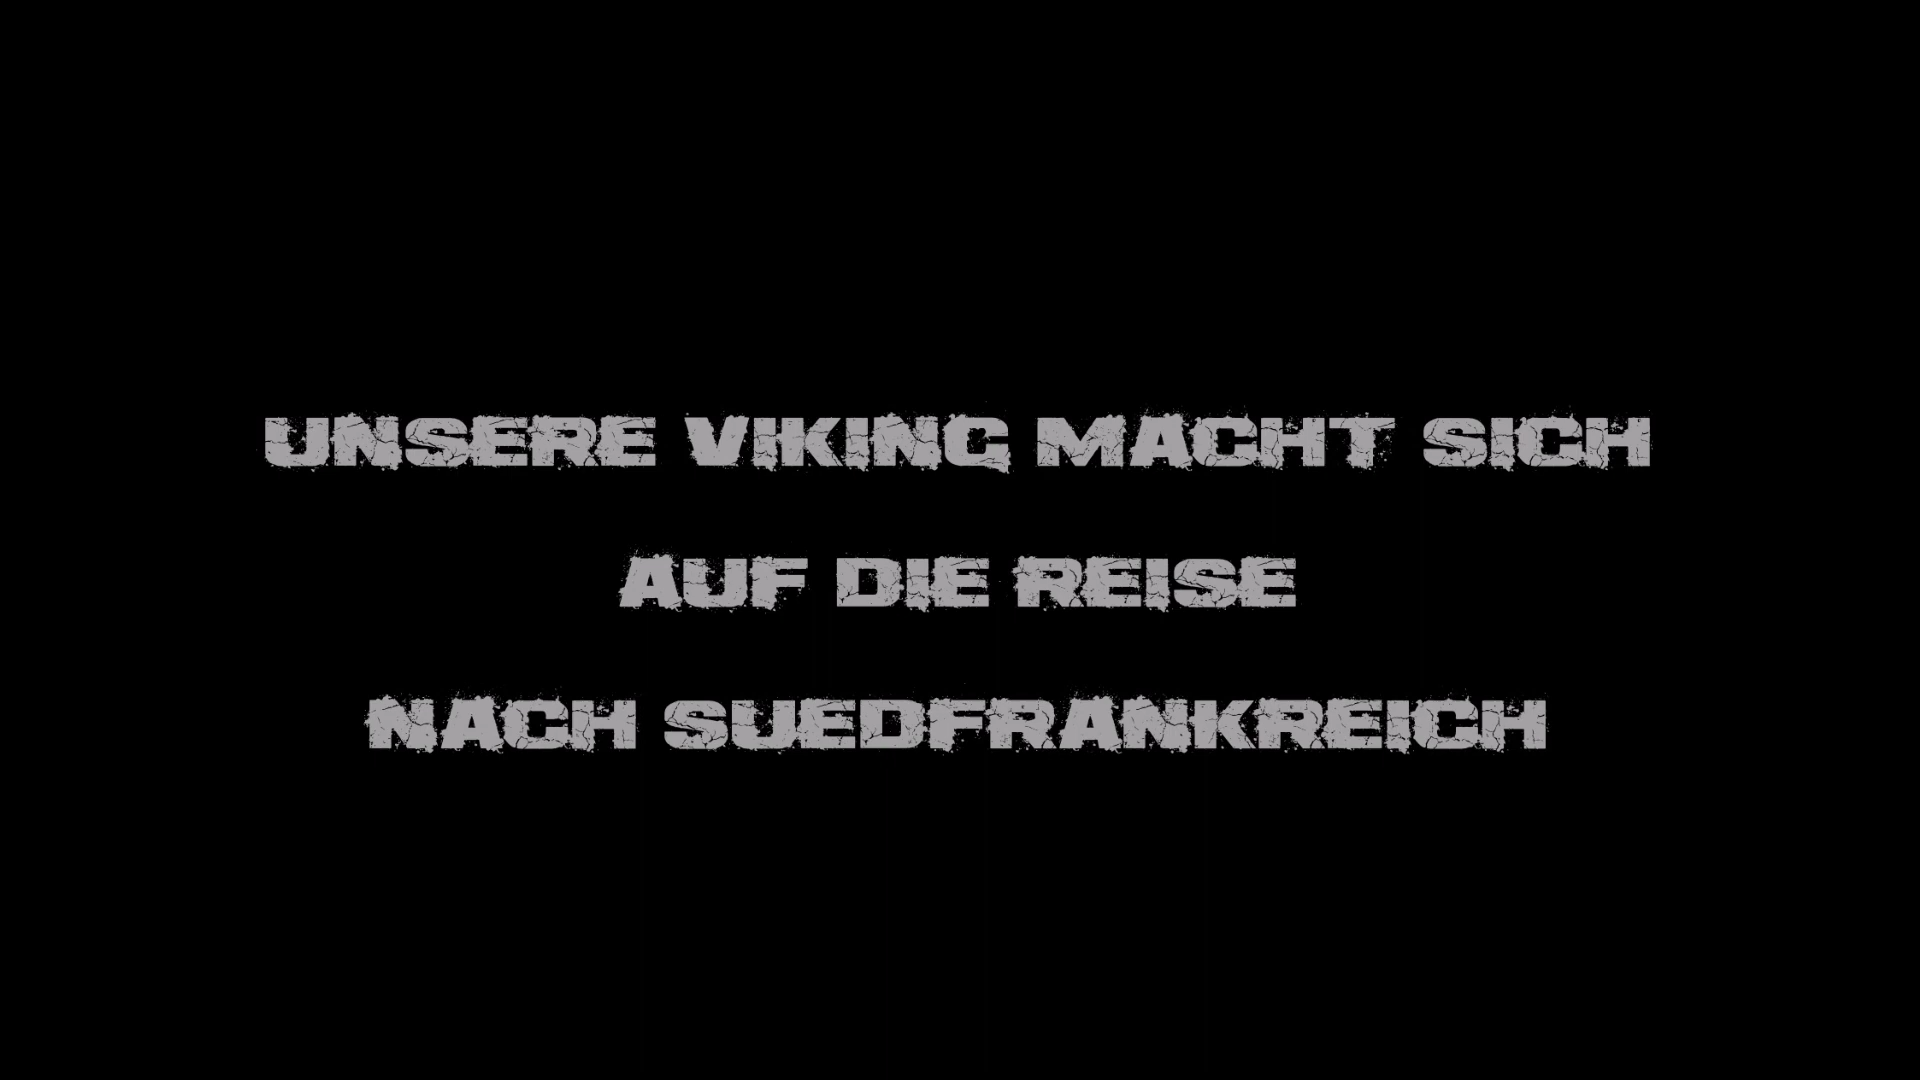 UNSERE VIKING MACHT SICH
AUF DIE REISE
NACH SUEDFRANKREICH